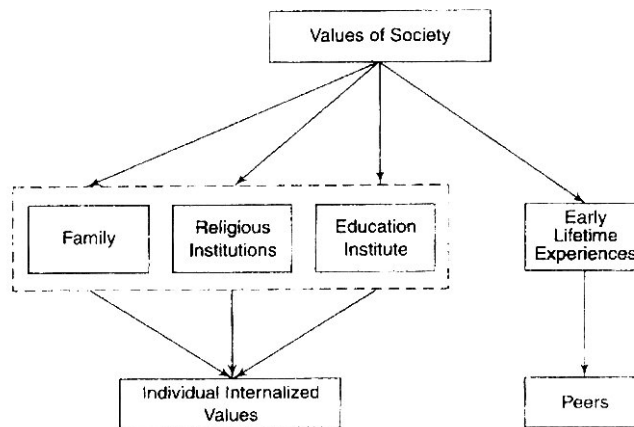 Values of Society
Family
Religious
Institutions
Education
Institute
Early
Lifetime
Experiences
Individual Internalized
Values
Peers